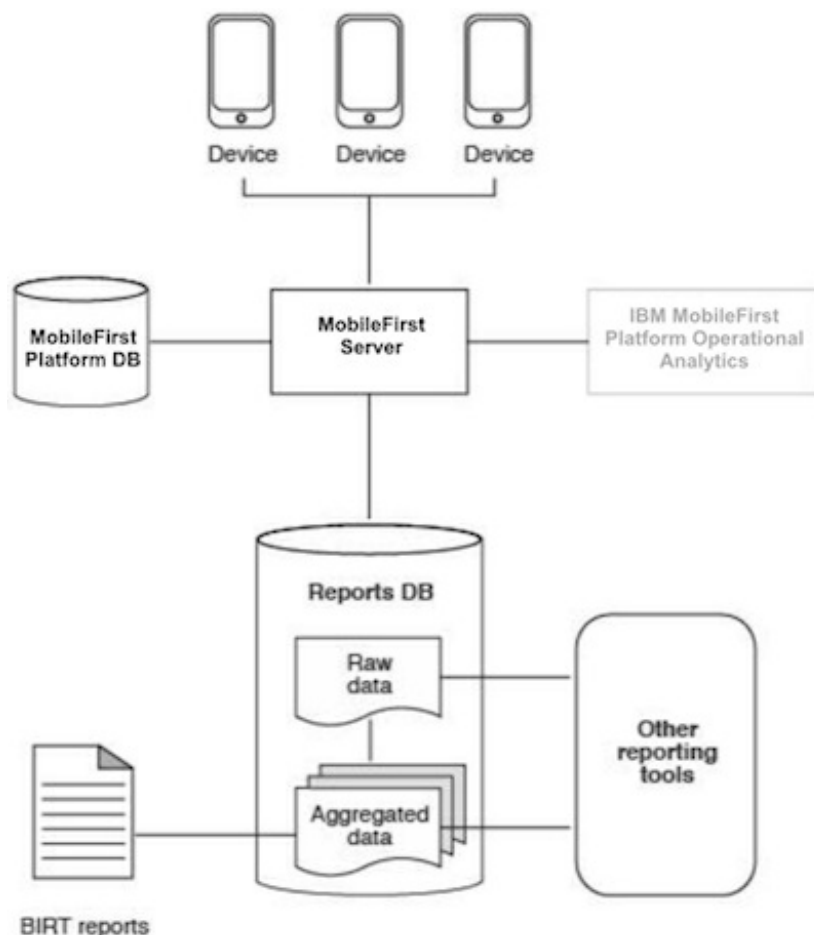 Device
Device
Device
MobileFirst
Platform DB
MobileFirst
Server
IBM MobileFirst
Platform Operational
Analytics
Reports DB
Raw
data
Aggregated
data
Other
reporting
tools
BIRT reports